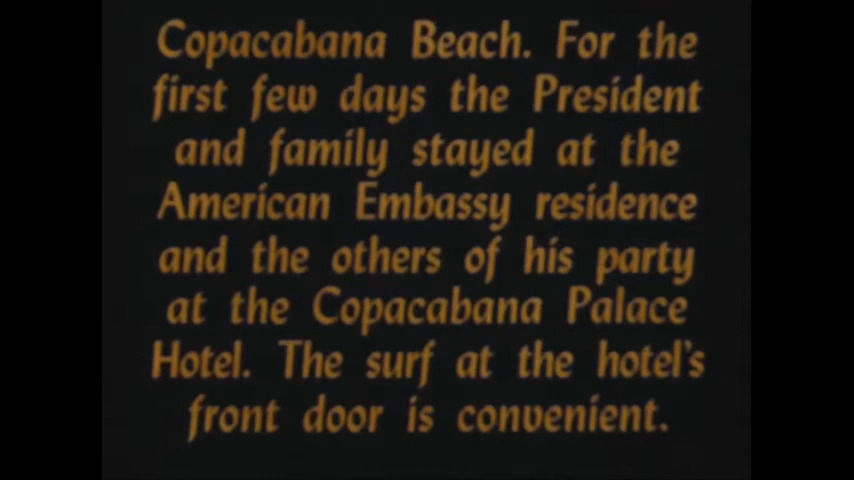 Copacabana Beach. For the
first few days the President
and family stayed at the
American Embassy residence
and the others of his party
at the Copacabana Palace
Hotel. The surf at the hotel's
front door is convenient.